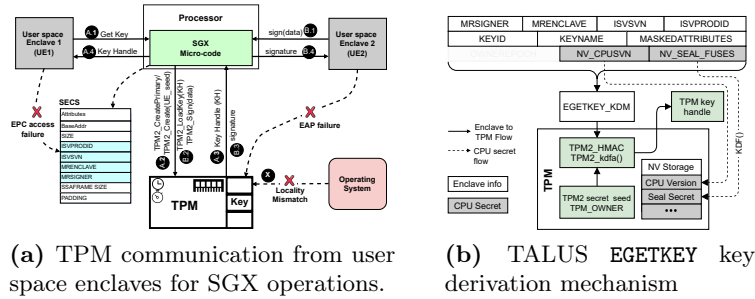 Processor
User space
Enclave 1
(UE1)
A.1 Get Key
A.4 Key Handle
SGX
Micro-code
sign(data) B.1
signature B.4
User space
Enclave 2
(UE2)
EPC access
failure
SECS
Attributes
BaseAddr
SIZE
ISVPRODID
ISVSVN
MRENCLAVE
MRSIGNER
SSAFRAME SIZE
PADDING
A.2 TPM2_CreatePrimary/
TPM2_Create(UE_seed)
B.2 TPM2_LoadKey(KH)
TPM2_Sign(data)
A.3 Key Handle (KH)
B.3 signature
EAP failure
X
Locality
Mismatch
Operating
System
TPM
Key
(a) TPM communication from user
space enclaves for SGX operations.
MRSIGNER MRENCLAVE ISVSVN ISVPRODID
KEYID KEYNAME MASKEDATTRIBUTES
NV_CPUSVN NV_SEAL_FUSES
EGETKEY_KDM
TPM key
handle
Enclave to
TPM Flow
CPU secret
flow
Enclave info
CPU Secret
KDF()
TPM
TPM2_HMAC
TPM2_kdfa()
TPM2 secret seed
TPM_OWNER
NV Storage
CPU Version
Seal Secret
•••
(b) TALUS EGETKEY key
derivation mechanism